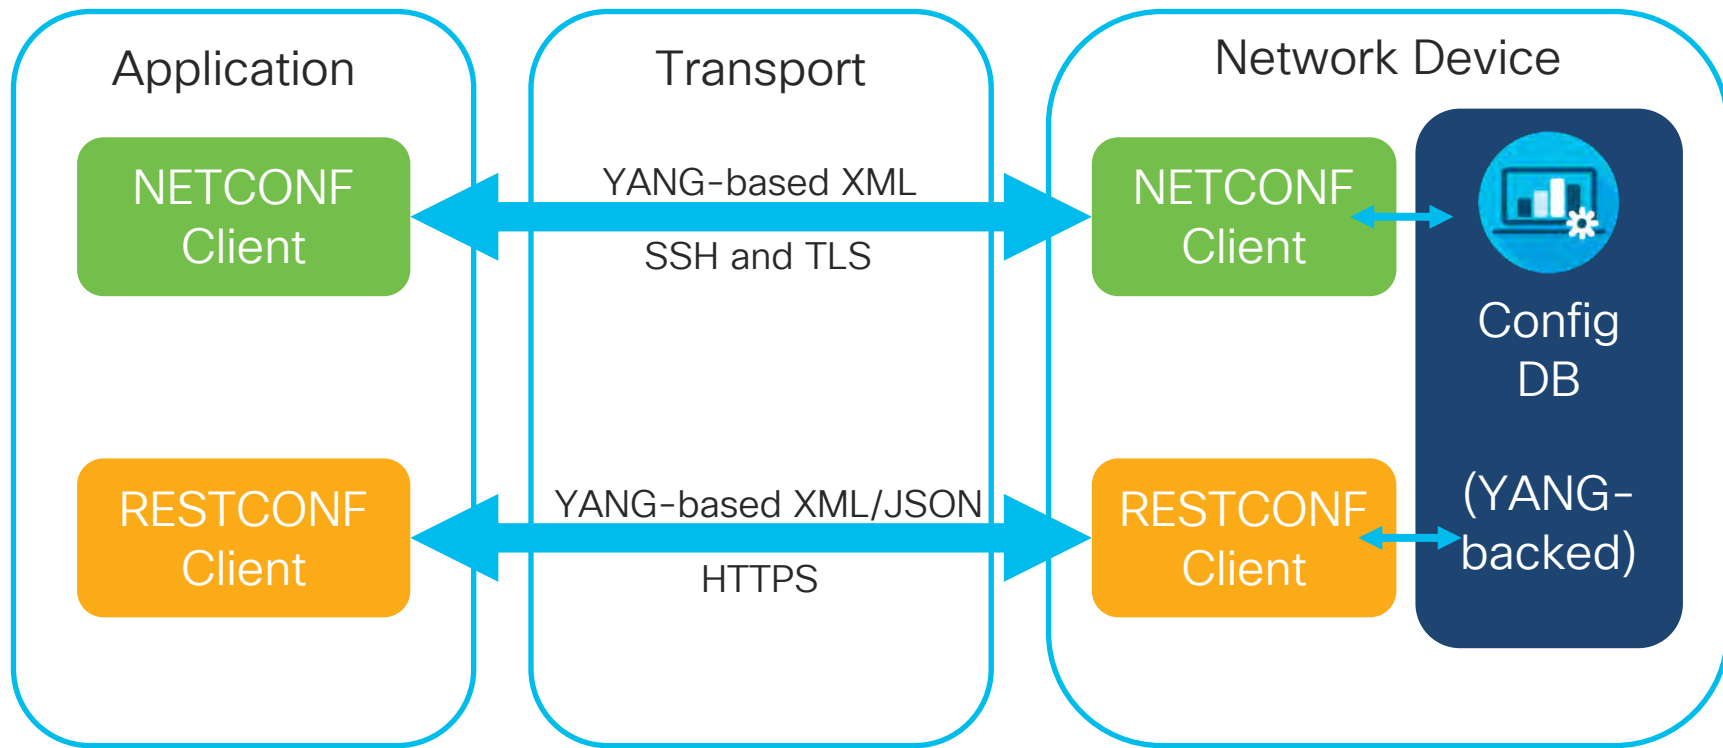 Application
Transport
Network Device
NETCONF
Client
YANG-based XML
SSH and TLS
NETCONF
Client
Config
DB
(YANG-
backed)
RESTCONF
Client
YANG-based XML/JSON
HTTPS
RESTCONF
Client